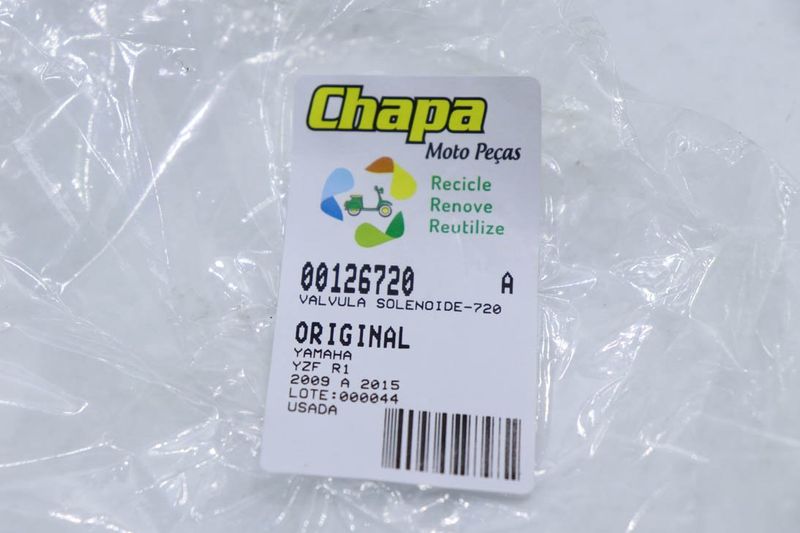 Chapa
Moto Peças
Recicle
Renove
Reutilize
00126720 A
VALVULA SOLENOIDE-720
ORIGINAL
YAMAHA
YZF R1
2009 A 2015
LOTE:000044
USADA